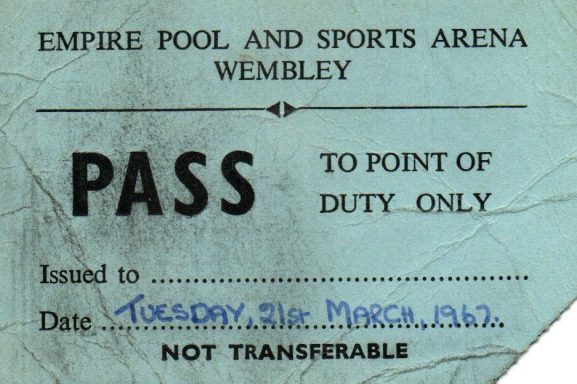 EMPIRE POOL AND SPORTS ARENA
WEMBLEY
PASS
TO POINT OF
DUTY ONLY
Issued to ........................................................
Date TUESDAY, 21st MARCH, 1967.
NOT TRANSFERABLE